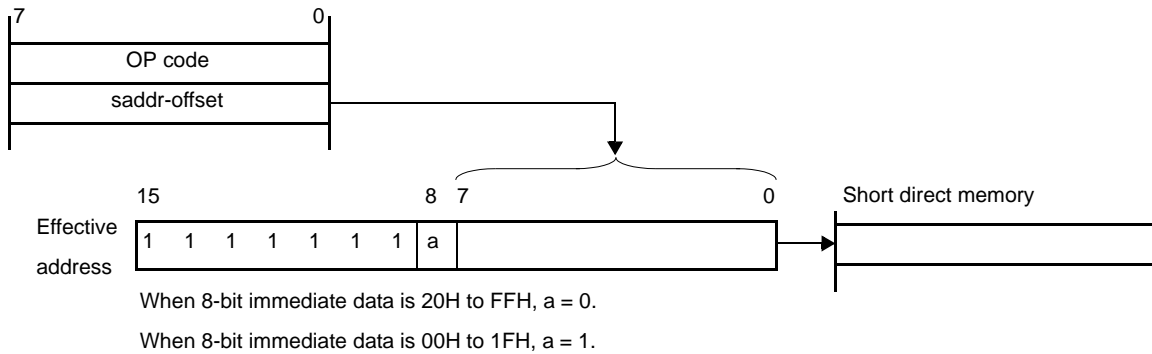 7 0
OP code
saddr-offset
15 8 7 0
Short direct memory
Effective
address
1 1 1 1 1 1 1 a
When 8-bit immediate data is 20H to FFH, a = 0.
When 8-bit immediate data is 00H to 1FH, a = 1.